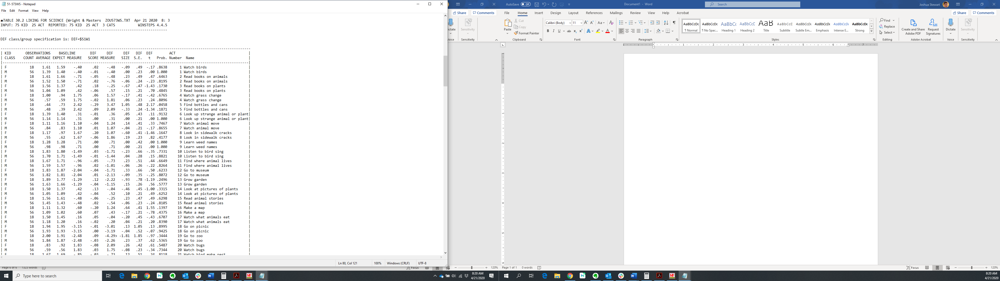 51-573WS - Notepad
File Edit Format View Help
TABLE 30.2 LIKING FOR SCIENCE (Wright & Masters ZOU573WS.TXT Apr 21 2020 8: 3
INPUT: 75 KID 25 ACT REPORTED: 75 KID 25 ACT 3 CATS WINSTEPS 4.4.5
--------------------------------------------------------------------------------
DIF class/group specification is: DIF=$S1W1
| KID OBSERVATIONS BASELINE DIF DIF DIF DIF DIF ACT |
| CLASS COUNT AVERAGE EXPECT MEASURE SCORE MEASURE SIZE S.E. t Prob. Number Name |
| F 18 1.61 1.59 -.40 .02 -.48 -.09 .49 -.17 .8638 1 Watch birds |
| M 56 1.39 1.40 -.40 -.01 -.40 .00 .23 .00 1.000 1 Watch birds |
| F 18 1.61 1.66 -.71 -.05 -.48 .23 .49 .47 .6463 2 Read books on animals |
| M 56 1.52 1.50 -.71 .02 -.76 -.06 .24 -.23 .8195 2 Read books on animals |
| F 18 1.56 1.37 .42 .18 -.25 -.67 .47 -1.43 .1730 3 Read books on plants |
| M 56 1.04 1.09 .42 -.06 .57 .15 .21 .70 .4845 3 Read books on plants |
| F 18 1.00 .94 1.75 .06 1.57 -.17 .41 -.42 .6765 4 Watch grass change |
| M 56 .57 .59 1.75 -.02 1.81 .06 .23 .24 .8096 4 Watch grass change |
| F 18 .44 .73 2.42 -.29 3.47 1.05 .48 2.17 .0458 5 Find bottles and cans |
| M 56 .48 .39 2.42 .09 2.09 -.33 .24 -1.34 .1871 5 Find bottles and cans |
| F 18 1.39 1.40 .31 -.01 .36 .05 .43 .11 .9132 6 Look up strange animal or plant|
| M 56 1.14 1.14 .31 .00 .31 .00 .21 .00 1.000 6 Look up strange animal or plant|
| F 18 1.11 1.16 1.10 -.04 1.24 .14 .41 .33 .7467 7 Watch animal move |
| M 56 .84 .83 1.10 .01 1.07 -.04 .21 -.17 .8655 7 Watch animal move |
| F 18 1.17 .97 1.67 .20 1.07 -.60 .41 -1.46 .1647 8 Look in sidewalk cracks |
| M 56 .55 .62 1.67 -.06 1.86 .19 .23 .82 .4177 8 Look in sidewalk cracks |
| F 18 1.28 1.28 .71 .00 .71 .00 .42 .00 1.000 9 Learn weed names |
| M 56 .98 .98 .71 .00 .71 .00 .21 .00 1.000 9 Learn weed names |
| F 18 1.83 1.80 -1.49 .03 -1.71 -.23 .66 -.35 .7331 10 Listen to bird sing |
| M 56 1.70 1.71 -1.49 -.01 -1.44 .04 .28 .15 .8821 10 Listen to bird sing |
| F 18 1.67 1.71 -.96 -.05 -.73 .23 .51 .44 .6649 11 Find where animal lives |
| M 56 1.59 1.57 -.96 .02 -1.01 -.06 .26 -.22 .8264 11 Find where animal lives |
| F 18 1.83 1.87 -2.04 -.04 -1.71 .33 .66 .50 .6233 12 Go to museum |
| M 56 1.82 1.81 -2.04 .01 -2.13 -.09 .35 -.25 .8072 12 Go to museum |
| F 18 1.89 1.77 -1.29 .12 -2.22 -.93 .78 -1.19 .2496 13 Grow garden |
| M 56 1.63 1.66 -1.29 -.04 -1.15 .15 .26 .56 .5777 13 Grow garden |
| F 18 1.50 1.37 .42 .13 -.04 -.46 .45 -1.00 .3315 14 Look at pictures of plants |
| M 56 1.05 1.09 .42 -.04 .52 .10 .21 .49 .6252 14 Look at pictures of plants |
| F 18 1.56 1.61 -.48 -.06 -.25 .23 .47 .49 .6298 15 Read animal stories |
| M 56 1.45 1.43 -.48 .02 -.54 -.06 .23 -.24 .8105 15 Read animal stories |
| F 18 1.11 1.32 .60 -.20 1.24 .64 .41 1.55 .1397 16 Make a map |
| M 56 1.09 1.02 .60 .07 .43 -.17 .21 -.78 .4375 16 Make a map |
| F 18 1.50 1.45 .16 .05 -.04 -.20 .45 -.43 .6707 17 Watch what animals eat |
| M 56 1.18 1.20 .16 -.02 .20 .04 .21 .20 .8390 17 Watch what animals eat |
| F 18 1.94 1.95 -3.15 -.01 -3.01 .13 1.05 .13 .8995 18 Go on picnic |
| M 56 1.93 1.93 -3.15 .00 -3.19 -.04 .52 -.07 .9425 18 Go on picnic |
| F 18 2.00 1.91 -2.48 .09 -4.29> -1.81 1.85 -.97 .3444 19 Go to zoo |
| M 56 1.84 1.87 -2.48 -.03 -2.26 .23 .37 .62 .5365 19 Go to zoo |
| F 18 .83 .92 1.83 -.08 2.09 .26 .42 .61 .5487 20 Watch bugs |
| M 56 .59 .56 1.83 .03 1.75 -.08 .23 -.34 .7344 20 Watch bugs |
Ln 80, Col 121 100% Windows (CRLF) UTF-8
Page 6 of 6 1323 words Focus 120%
Share Comments
Dictate Sensitivity
Voice Sensitivity
AutoSave Off Document1 - Word Search Joshua Stewart
File Home Insert Design Layout References Mailings Review View Help Acrobat Share Comments
Paste Cut Copy Format Painter
Calibri (Body) 11
AaBbCcDc AaBbCcDc AaBbCc AaBbCcD AaB AaBbCcD AaBbCcDc AaBbCcDc AaBbCcDc AaBbCcDc
¶ Normal ¶ No Spac... Heading 1 Heading 2 Title Subtitle Subtle Em... Emphasis Intense E... Strong
Find Replace Select
Create and Share Adobe PDF Request Signatures Dictate Sensitivity
Clipboard Font Paragraph Styles Editing Adobe Acrobat Voice Sensitivity
Page 1 of 1 0 words Focus 120%
Type here to search
8:20 AM
4/21/2020
8:20 AM
4/21/2020